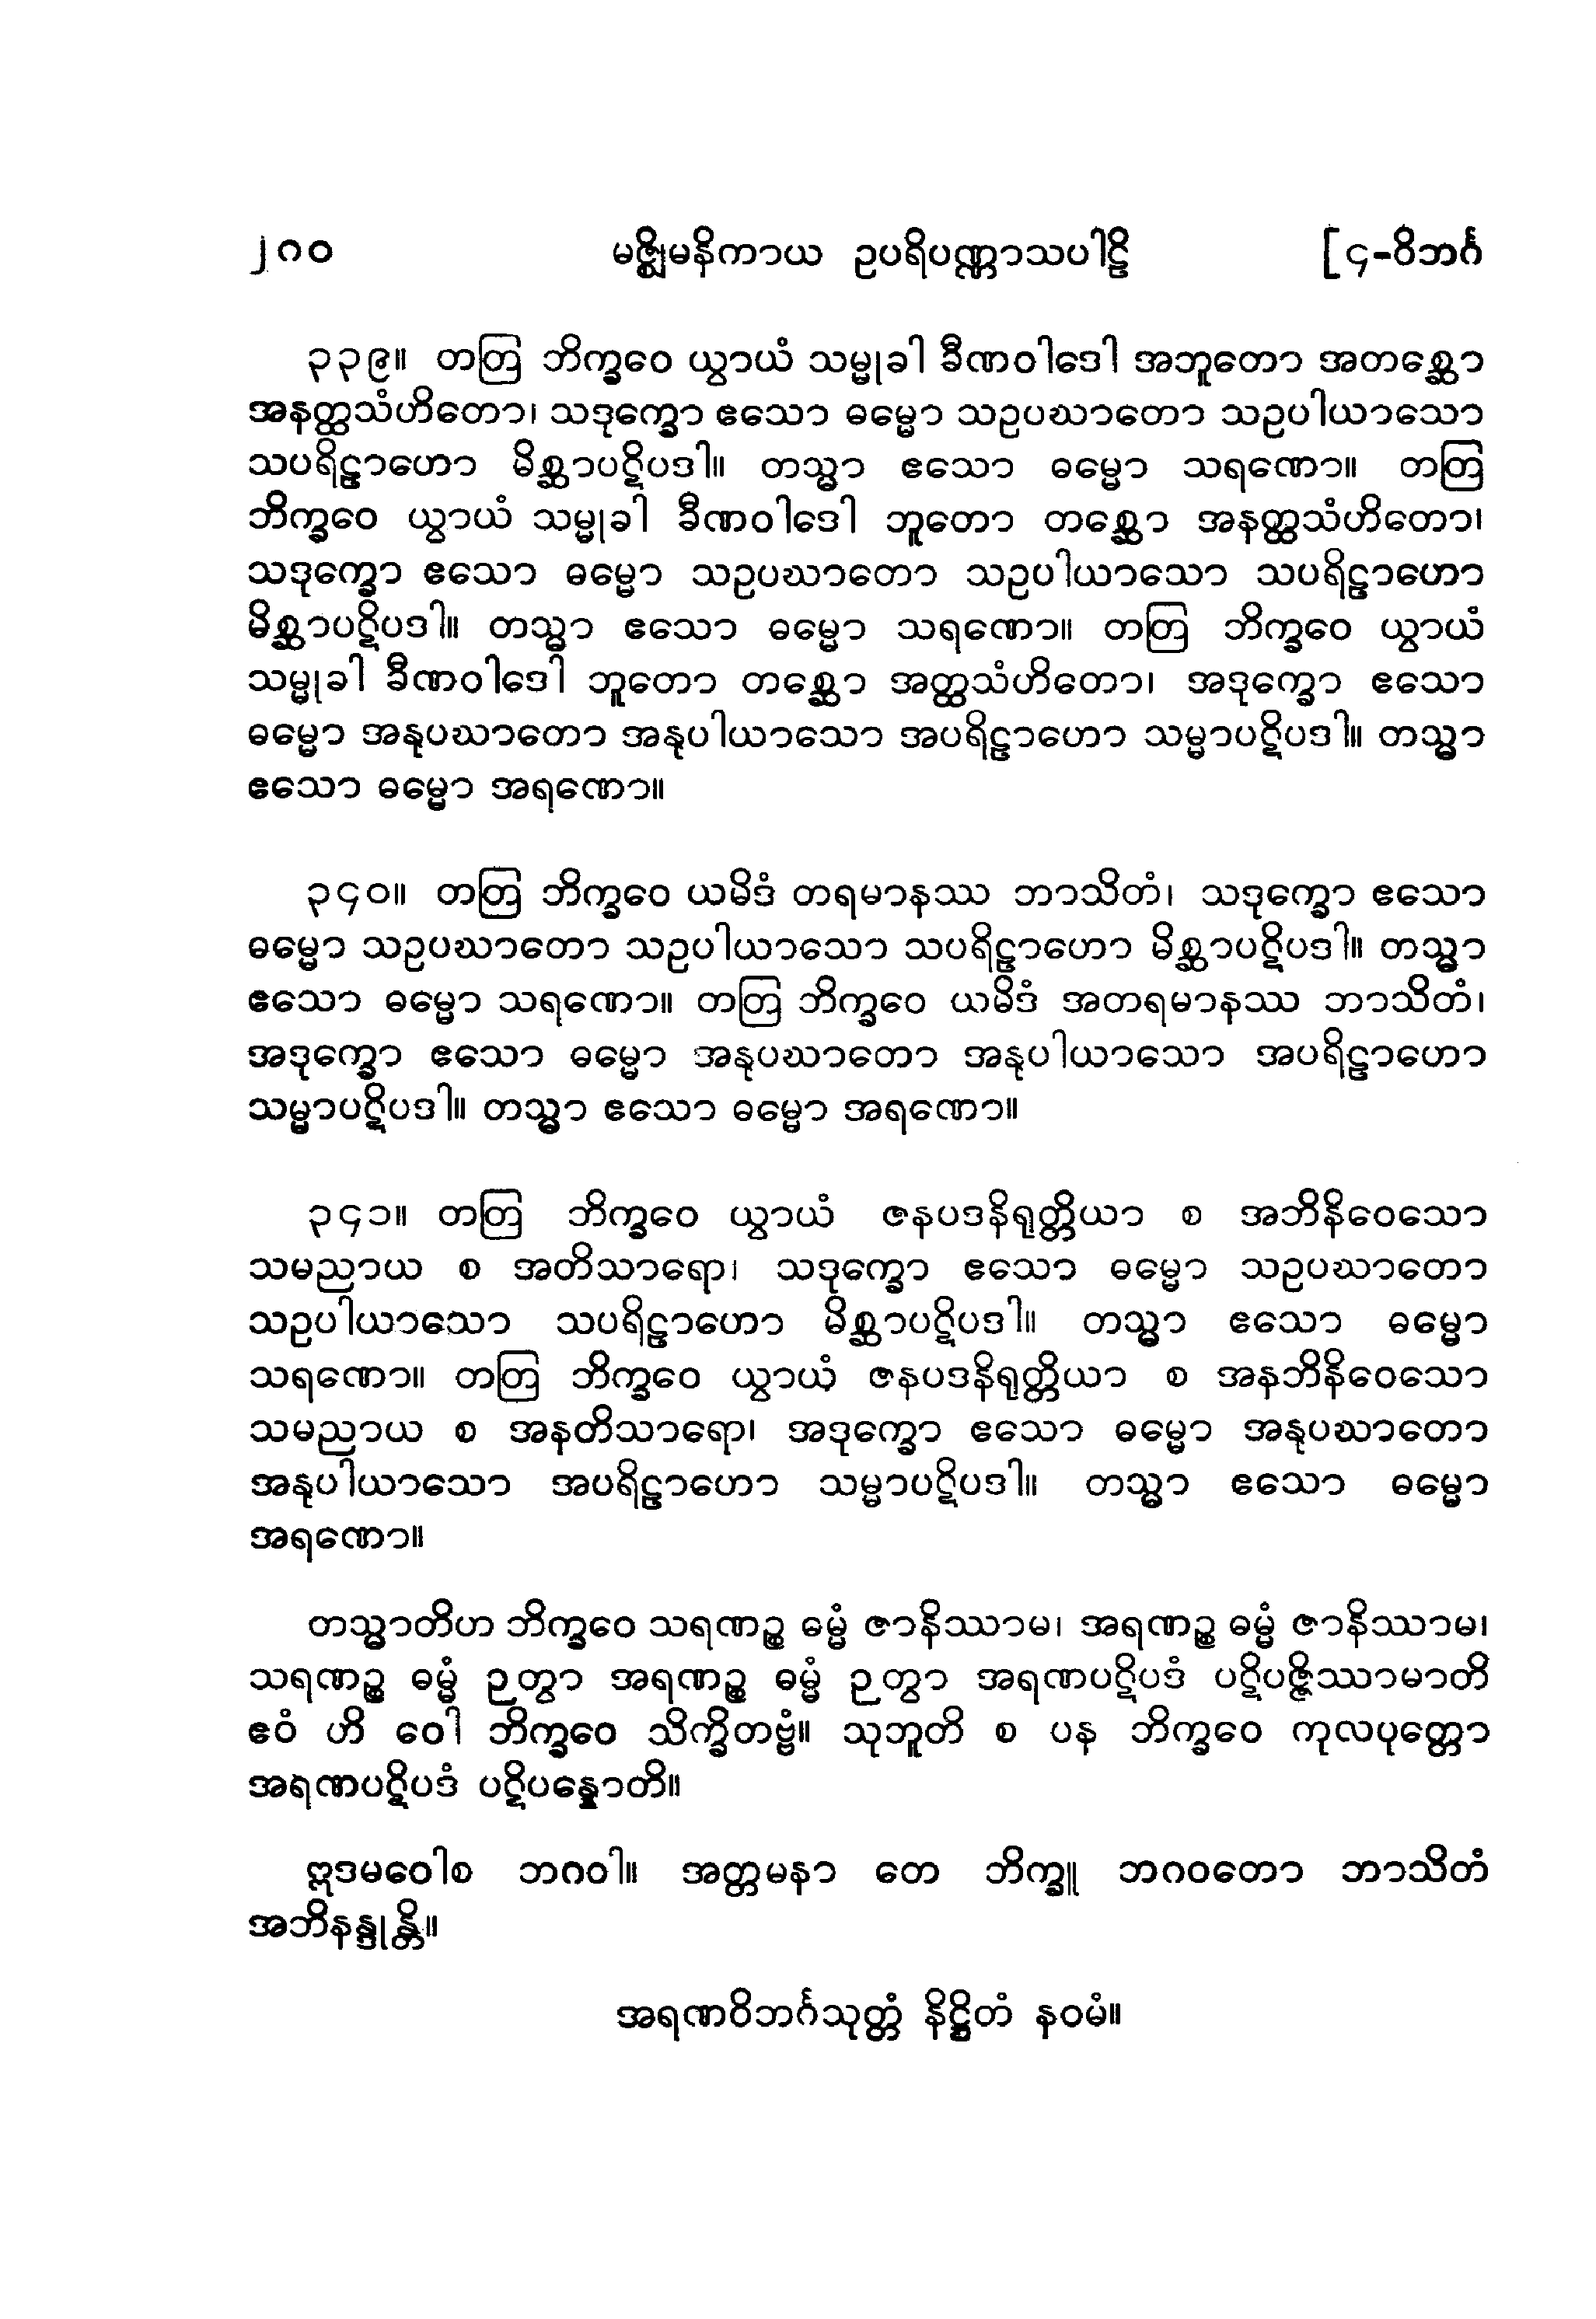 ၂၈၀ မဇ္ဈိမနိကာယ ဥပရိပဏ္ဏာသပါဠိ [၄-ဝိဘင်္ဂ
၃၃၉။ တတြ ဘိက္ခဝေ ယွာယံ သမ္မုခါ ခီဏဝါဒေါ အဘူတော အတစ္ဆော
အနတ္ထသံဟိတော၊ သဒုက္ခော ဧသော ဓမ္မော သဥပဃာတော သဥပါယာသော
သပရိဠာဟော မိစ္ဆာပဋိပဒါ။ တသ္မာ ဧသော ဓမ္မော သရဏော။ တတြ
ဘိက္ခဝေ ယွာယံ သမ္မုခါ ခီဏဝါဒေါ ဘူတော တစ္ဆော အနတ္ထသံဟိတော၊
သဒုက္ခော ဧသော ဓမ္မော သဥပဃာတော သဥပါယာသော သပရိဠာဟော
မိစ္ဆာပဋိပဒါ။ တသ္မာ ဧသော ဓမ္မော သရဏော။ တတြ ဘိက္ခဝေ ယွာယံ
သမ္မုခါ ခီဏဝါဒေါ ဘူတော တစ္ဆော အတ္ထသံဟိတော၊ အဒုက္ခော ဧသော
ဓမ္မော အနုပဃာတော အနုပါယာသော အပရိဠာဟော သမ္မာပဋိပဒါ။ တသ္မာ
ဧသော ဓမ္မော အရဏော။
၃၄၀။ တတြ ဘိက္ခဝေ ယမိဒံ တရမာနဿ ဘာသိတံ၊ သဒုက္ခော ဧသော
ဓမ္မော သဥပဃာတော သဥပါယာသော သပရိဠာဟော မိစ္ဆာပဋိပဒါ။ တသ္မာ
ဧသော ဓမ္မော သရဏော။ တတြ ဘိက္ခဝေ ယမိဒံ အတရမာနဿ ဘာသိတံ၊
အဒုက္ခော ဧသော ဓမ္မော အနုပဃာတော အနုပါယာသော အပရိဠာဟော
သမ္မာပဋိပဒါ။ တသ္မာ ဧသော ဓမ္မော အရဏော။
၃၄၁။ တတြ ဘိက္ခဝေ ယွာယံ ဇနပဒနိရုတ္တိယာ စ အဘိနိဝေသော
သမညာယ စ အတိသာရော၊ သဒုက္ခော ဧသော ဓမ္မော သဥပဃာတော
သဥပါယာသော သပရိဠာဟော မိစ္ဆာပဋိပဒါ။ တသ္မာ ဧသော ဓမ္မော
သရဏော။ တတြ ဘိက္ခဝေ ယွာယံ ဇနပဒနိရုတ္တိယာ စ အနဘိနိဝေသော
သမညာယ စ အနတိသာရော၊ အဒုက္ခော ဧသော ဓမ္မော အနုပဃာတော
အနုပါယာသော အပရိဠာဟော သမ္မာပဋိပဒါ။ တသ္မာ ဧသော ဓမ္မော
အရဏော။
တသ္မာတိဟ ဘိက္ခဝေ သရဏဉ္စ ဓမ္မံ ဇာနိဿာမ၊ အရဏဉ္စ ဓမ္မံ ဇာနိဿာမ၊
သရဏဉ္စ ဓမ္မံ ဉတွာ အရဏဉ္စ ဓမ္မံ ဉတွာ အရဏပဋိပဒံ ပဋိပဇ္ဇိဿာမာတိ
ဧဝံ ဟိ ဝေါ ဘိက္ခဝေ သိက္ခိတဗ္ဗံ။ သုဘူတိ စ ပန ဘိက္ခဝေ ကုလပုတ္တော
အရဏပဋိပဒံ ပဋိပန္နောတိ။
ဣဒမဝေါစ ဘဂဝါ။ အတ္တမနာ တေ ဘိက္ခူ ဘဂဝတော ဘာသိတံ
အဘိနန္ဒုန္တိ။
အရဏဝိဘင်္ဂသုတ္တံ နိဋ္ဌိတံ နဝမံ။